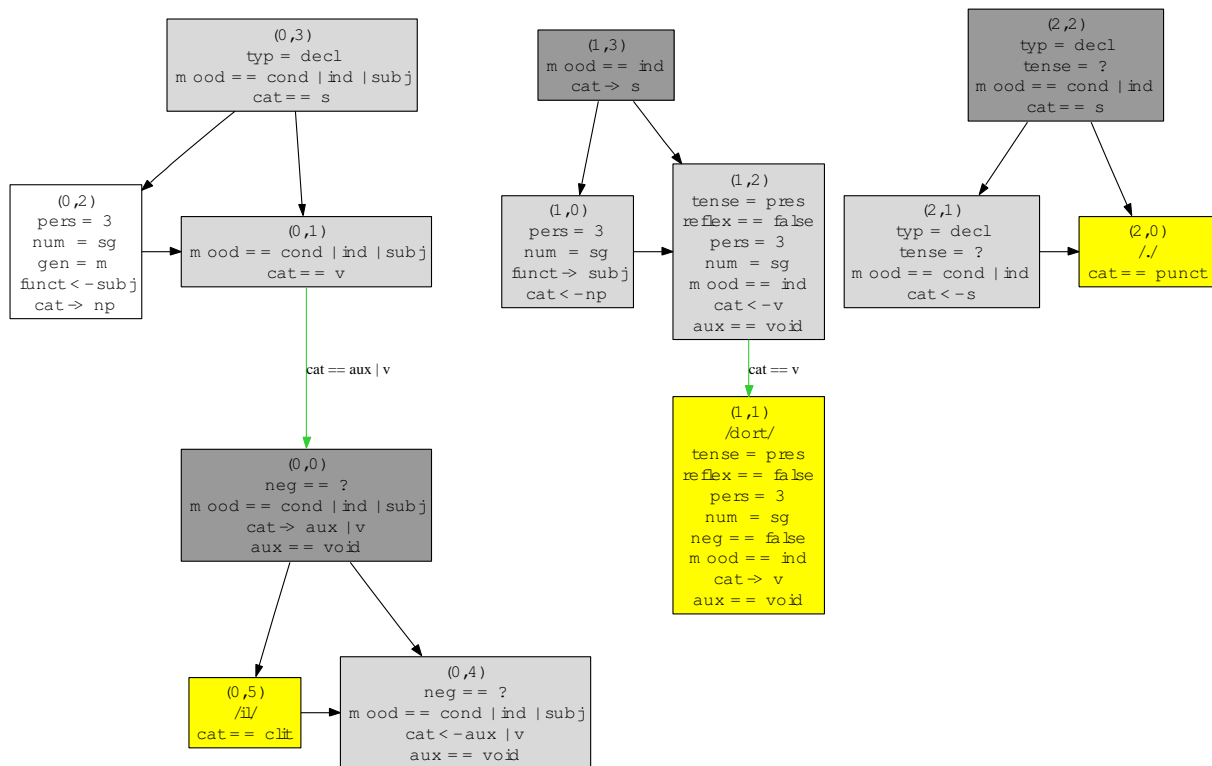 (0,3)
typ = decl
mood == cond | ind | subj
cat == s
(1,3)
mood == ind
cat -> s
(2,2)
typ = decl
tense = ?
mood == cond | ind
cat == s
(0,2)
pers = 3
num = sg
gen = m
funct <- subj
cat -> np
(0,1)
mood == cond | ind | subj
cat == v
(1,0)
pers = 3
num = sg
funct -> subj
cat <- np
(1,2)
tense = pres
reflex == false
pers = 3
num = sg
mood == ind
cat <- v
aux == void
(2,1)
typ = decl
tense = ?
mood == cond | ind
cat <- s
(2,0)
/./
cat == punct
cat == aux | v
cat == v
(0,0)
neg == ?
mood == cond | ind | subj
cat -> aux | v
aux == void
(1,1)
/dort/
tense = pres
reflex == false
pers = 3
num = sg
neg == false
mood == ind
cat -> v
aux == void
(0,5)
/il/
cat == clit
(0,4)
neg == ?
mood == cond | ind | subj
cat <- aux | v
aux == void